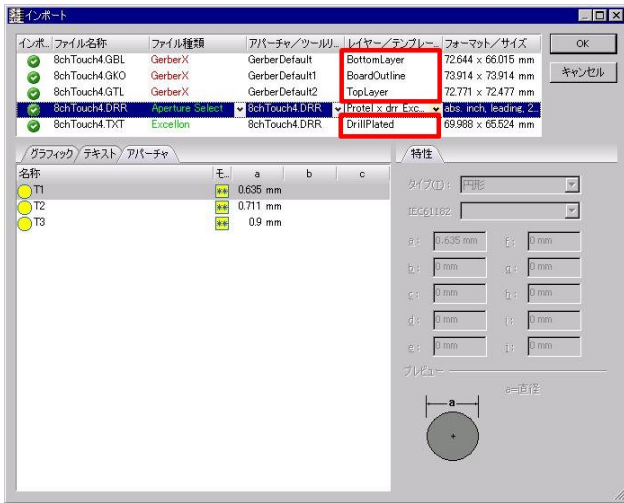 インポート
インポ.. ファイル名称 ファイル種類 アパーチャ／ツールリ.. レイヤー／テンプレー.. フォーマット／サイズ OK
8chTouch4.GBL GerberX GerberDefault BottomLayer 72.644 x 66.015 mm
キャンセル
8chTouch4.GKO GerberX GerberDefault1 BoardOutline 73.914 x 73.914 mm
8chTouch4.GTL GerberX GerberDefault2 TopLayer 72.771 x 72.477 mm
8chTouch4.DRR Aperture Select 8chTouch4.DRR Protel x drr Exc... abs. inch, leading, 2..
8chTouch4.TXT Excellon 8chTouch4.DRR DrillPlated 69.988 x 65.524 mm
グラフィック テキスト アパーチャ 特性
名称 モ.. a b c
T1 0.635 mm
T2 0.711 mm
T3 0.9 mm
タイプ(T): 円形
IEC61182
a: 0.635 mm f: 0 mm
b: 0 mm g: 0 mm
c: 0 mm h: 0 mm
d: 0 mm i: 0 mm
e: 0 mm j: 0 mm
プレビュー
a=直径
a